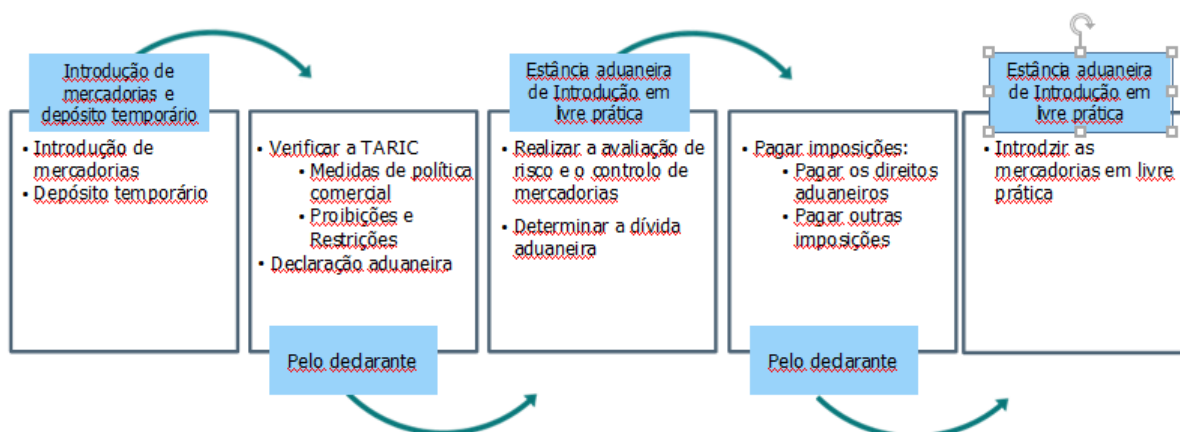 Introdução de
mercadorias e
depósito temporário
• Introdução de
mercadorias
• Depósito temporário
• Verificar a TARIC
• Medidas de política
comercial
• Proibições e
Restrições
• Declaração aduaneira
Pelo declarante
Estância aduaneira
de Introdução em
livre prática
• Realizar a avaliação de
risco e o controlo de
mercadorias
• Determinar a dívida
aduaneira
• Pagar imposições:
• Pagar os direitos
aduaneiros
• Pagar outras
imposições
Pelo declarante
Estância aduaneira
de Introdução em
livre prática
• Introdzir as
mercadorias em livre
prática